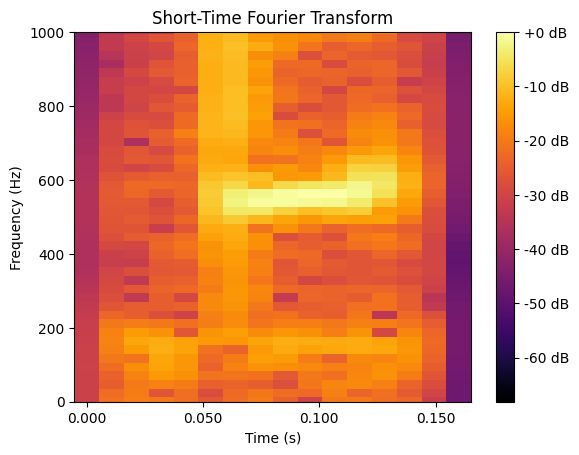 Short-Time Fourier Transform
1000
800
600
400
200
0
Frequency (Hz)
0.000
0.050
0.100
0.150
Time (s)
+0 dB
-10 dB
-20 dB
-30 dB
-40 dB
-50 dB
-60 dB